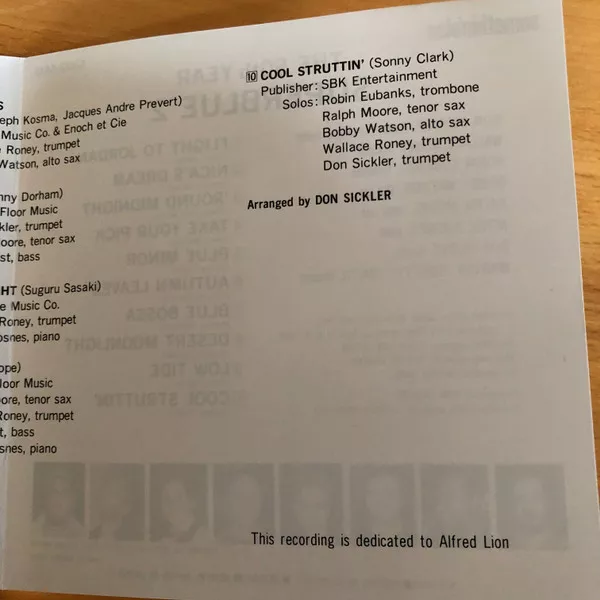 S
eph Kosma, Jacques Andre Prevert)
Music Co. & Enoch et Cie
Roney, trumpet
Watson, alto sax
nny Dorham)
Floor Music
kler, trumpet
oore, tenor sax
st, bass
HT (Suguru Sasaki)
e Music Co.
Roney, trumpet
osnes, piano
ope)
loor Music
ore, tenor sax
Roney, trumpet
t, bass
snes, piano
10 COOL STRUTTIN' (Sonny Clark)
Publisher: SBK Entertainment
Solos: Robin Eubanks, trombone
Ralph Moore, tenor sax
Bobby Watson, alto sax
Wallace Roney, trumpet
Don Sickler, trumpet
Arranged by DON SICKLER
This recording is dedicated to Alfred Lion